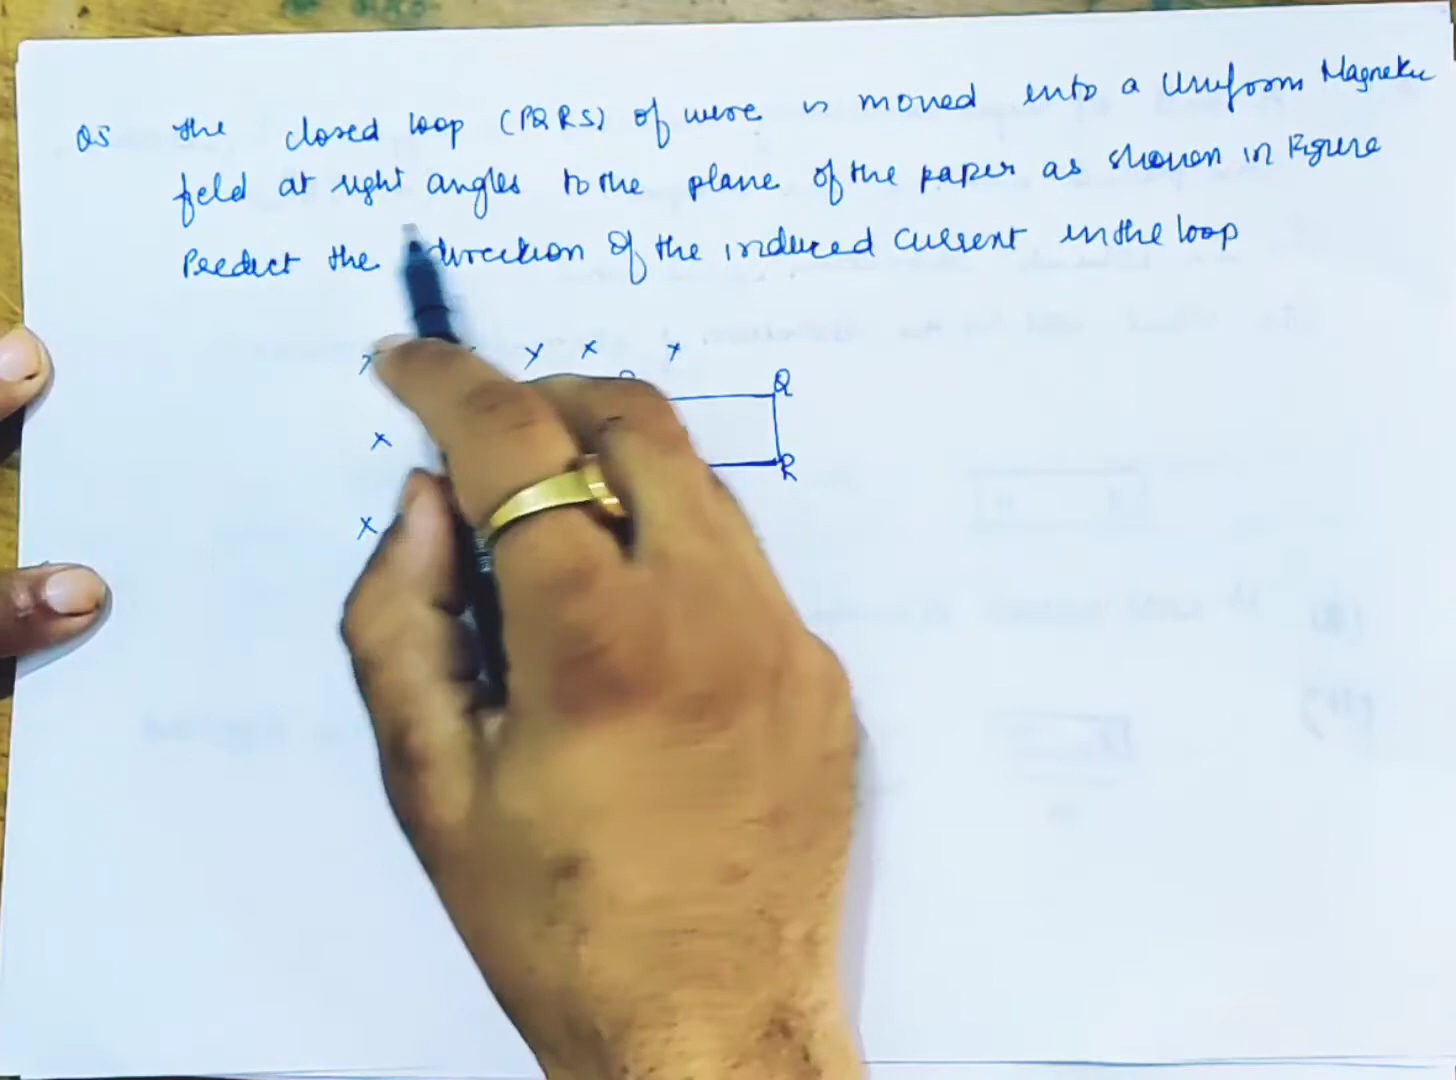 Q5 the closed loop (PQRS) of wire is moved into a Uniform Magnetic
field at right angles to the plane of the paper as shown in Figure
Predict the direction of the induced current in the loop
x x x
Q
x
R
x